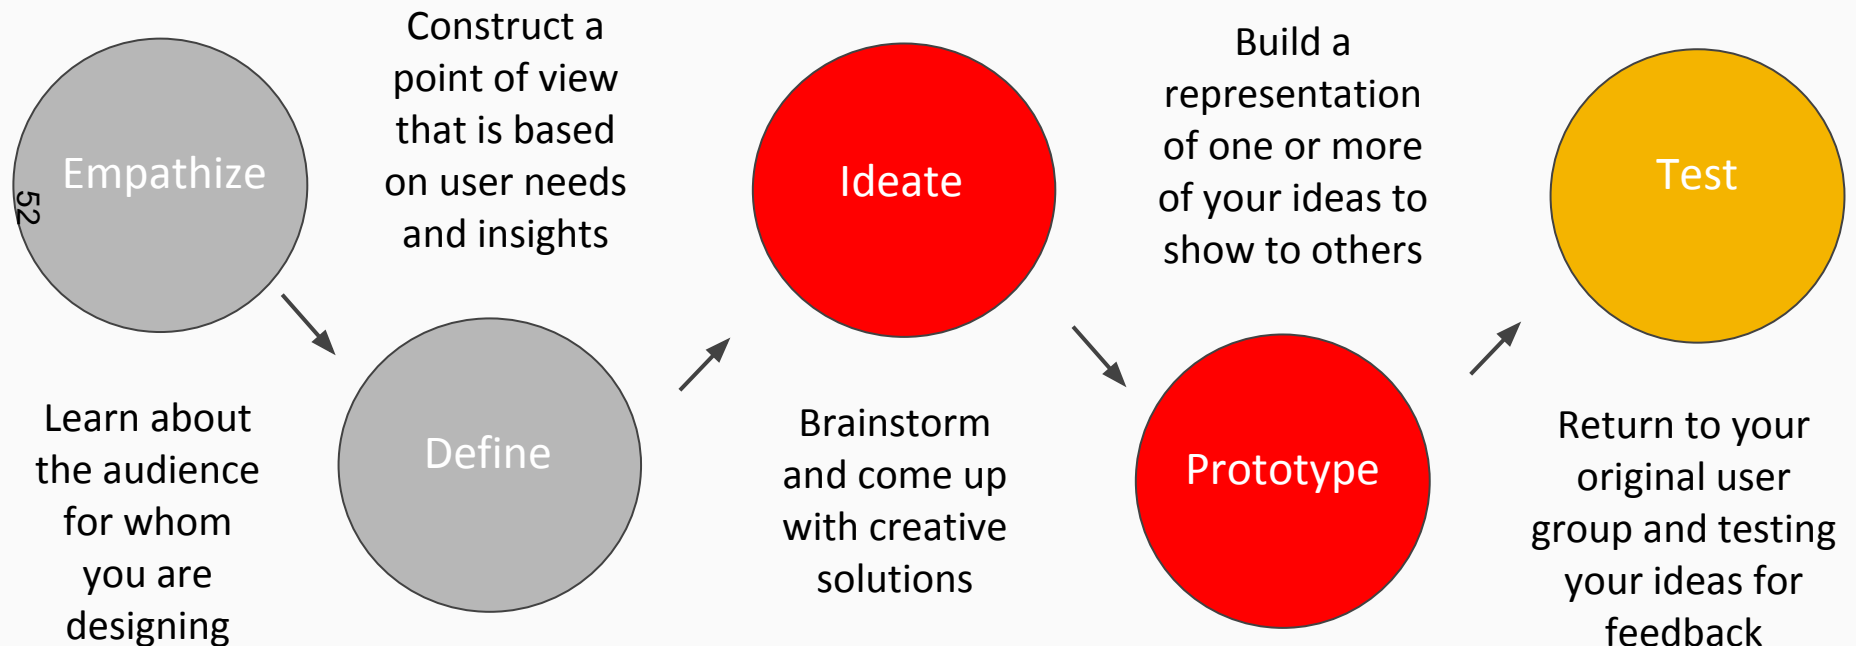 Empathize
52
Learn about
the audience
for whom
you are
designing
Construct a
point of view
that is based
on user needs
and insights
Define
Ideate
Brainstorm
and come up
with creative
solutions
Build a
representation
of one or more
of your ideas to
show to others
Prototype
Test
Return to your
original user
group and testing
your ideas for
feedback